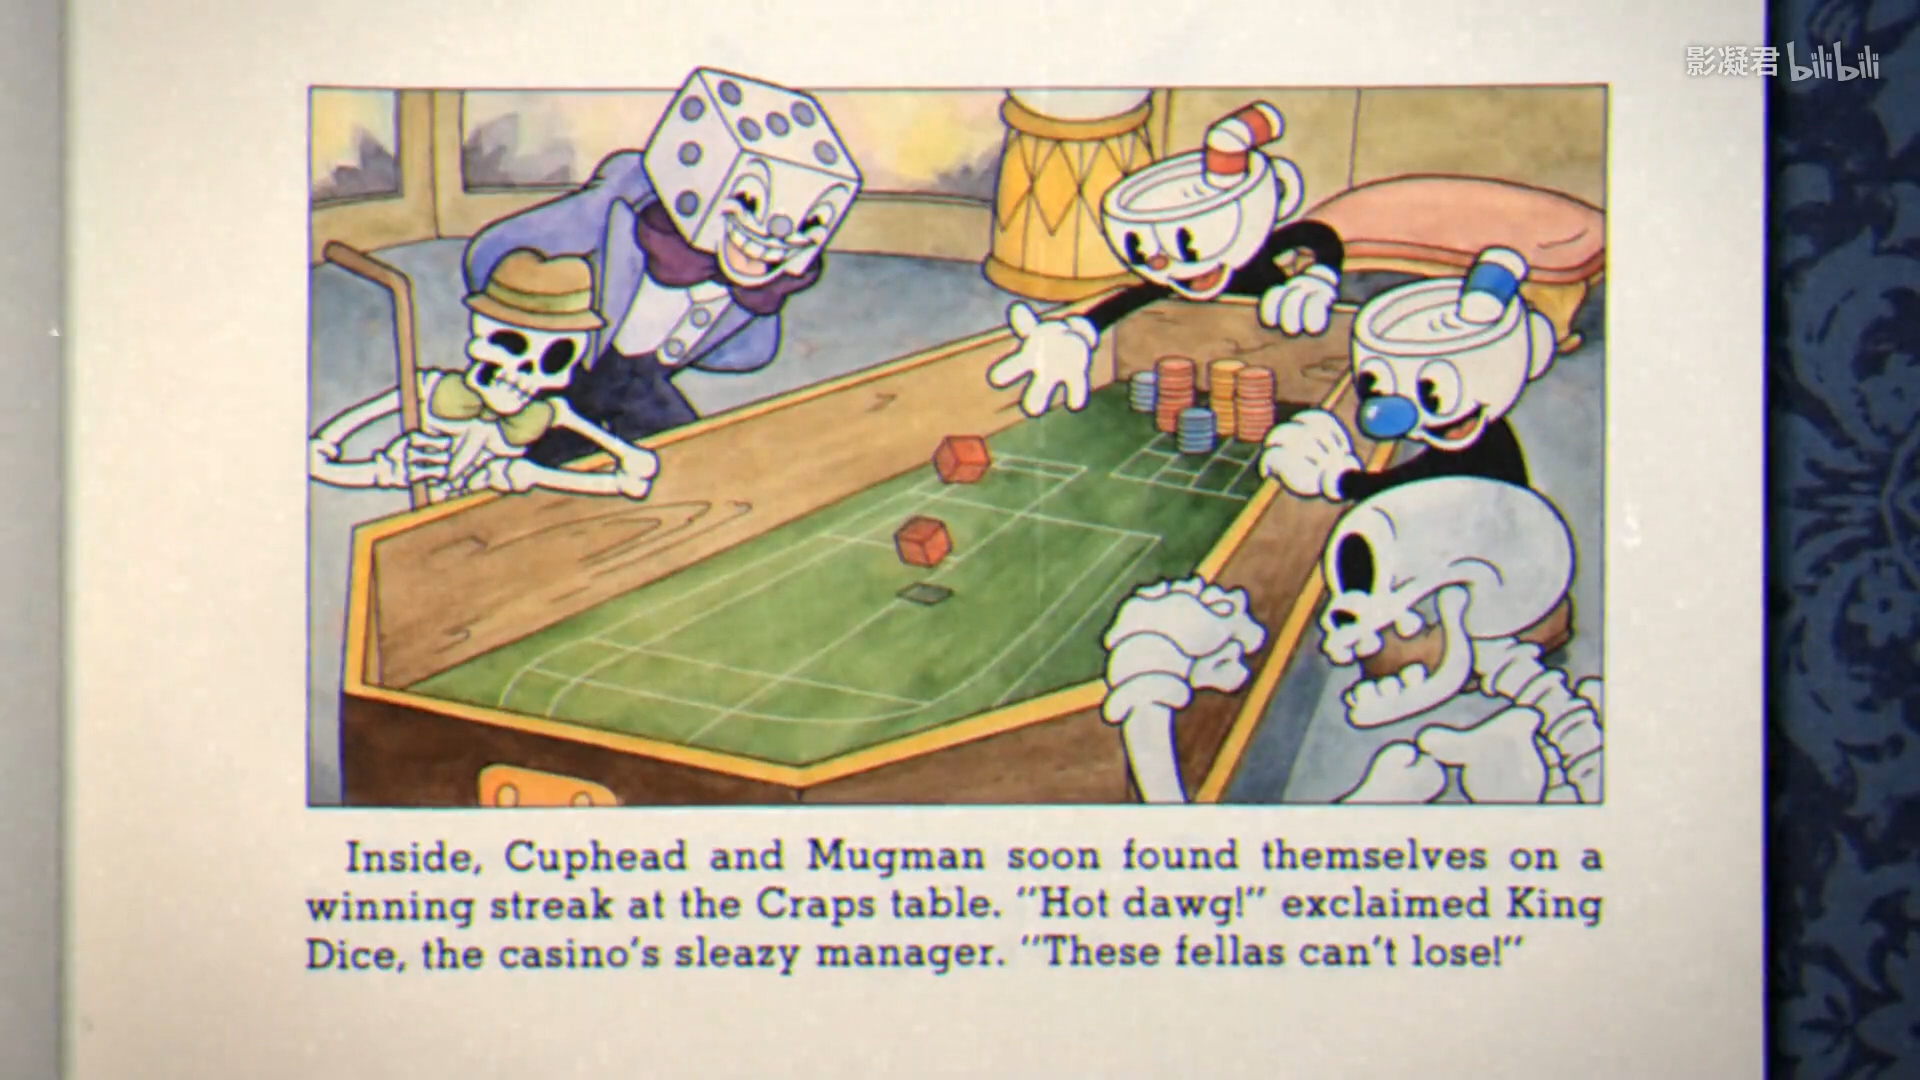 影凝君 bilibili
Inside, Cuphead and Mugman soon found themselves on a
winning streak at the Craps table. "Hot dawg!" exclaimed King
Dice, the casino's sleazy manager. "These fellas can't lose!"